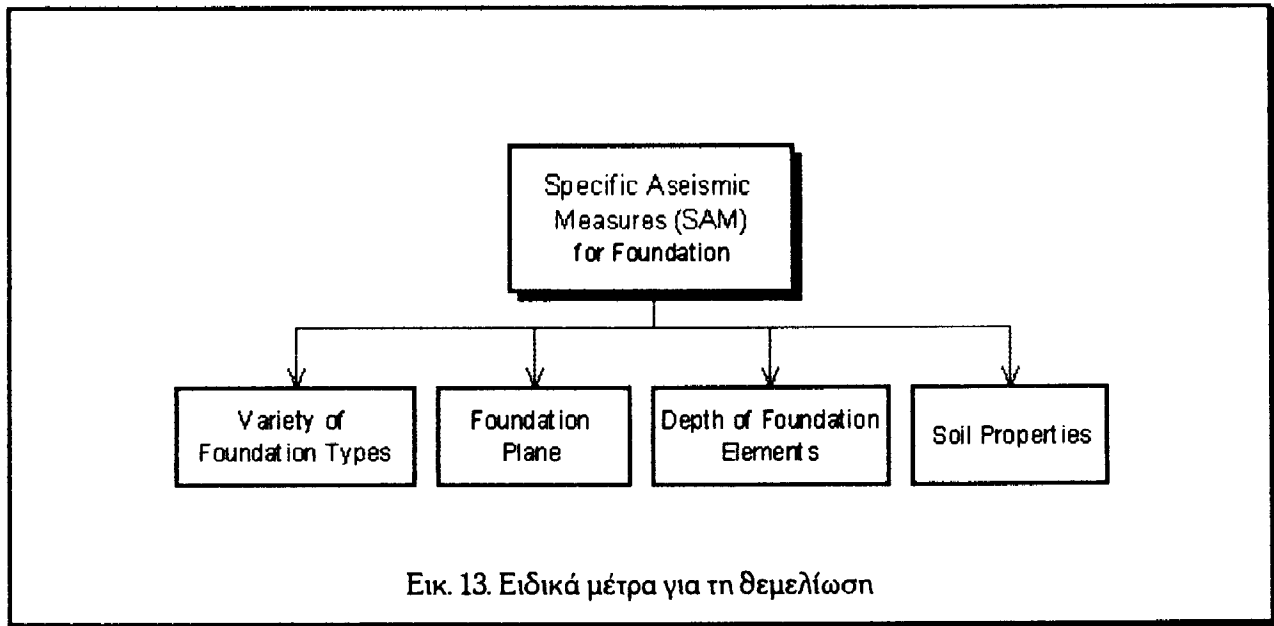 Specific Aseismic
Measures (SAM)
for Foundation
Variety of
Foundation Types
Foundation
Plane
Depth of Foundation
Elements
Soil Properties
Εικ. 13. Ειδικά μέτρα για τη θεμελίωση